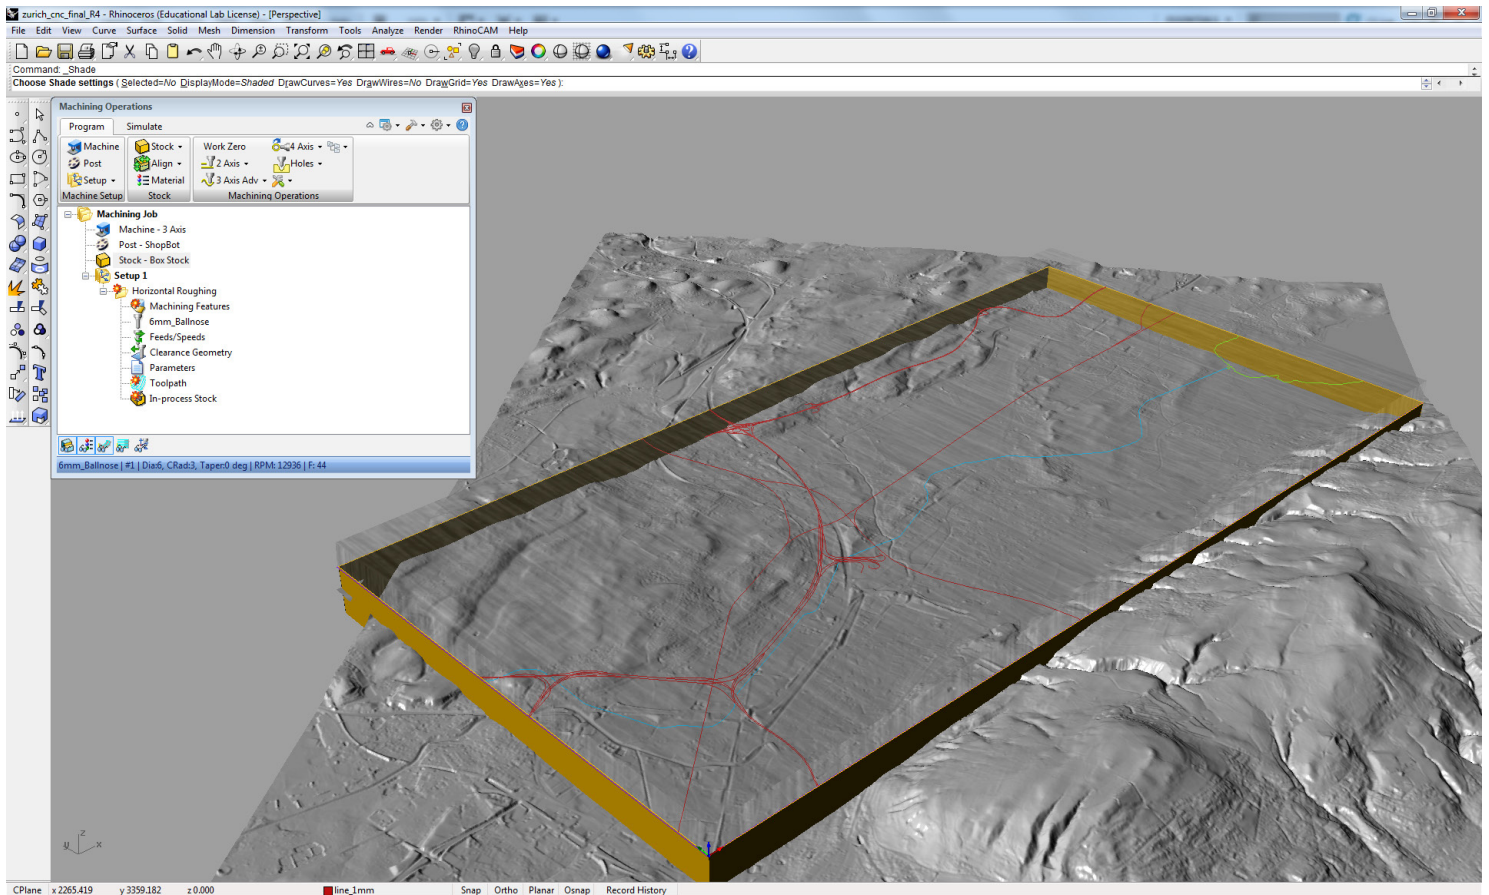 zurich_cnc_final_R4 - Rhinoceros (Educational Lab License) - [Perspective]
File Edit View Curve Surface Solid Mesh Dimension Transform Tools Analyze Render RhinoCAM Help
Command: _Shade
Choose Shade settings ( Selected=No DisplayMode=Shaded DrawCurves=Yes DrawWires=No DrawGrid=Yes DrawAxes=Yes ):
Machining Operations
Program Simulate
Machine Stock Work Zero 4 Axis
Post Align 2 Axis Holes
Setup Material 3 Axis Adv
Machine Setup Stock Machining Operations
Machining Job
Machine - 3 Axis
Post - ShopBot
Stock - Box Stock
Setup 1
Horizontal Roughing
Machining Features
6mm_Ballnose
Feeds/Speeds
Clearance Geometry
Parameters
Toolpath
In-process Stock
6mm_Ballnose | #1 | Dia:6, CRad:3, Taper:0 deg | RPM: 12936 | F: 44
z
y x
CPlane x 2265.419 y 3359.182 z 0.000 line_1mm Snap Ortho Planar Osnap Record History